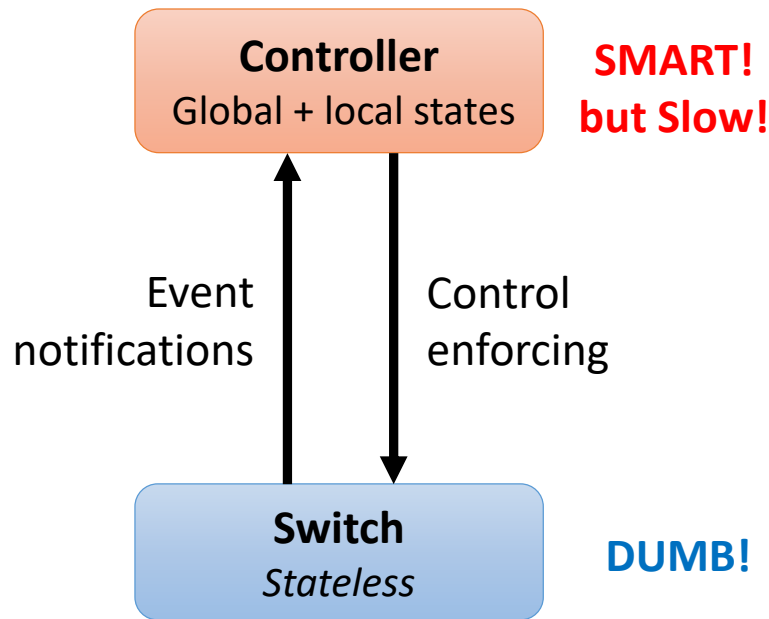 Controller
Global + local states
SMART!
but Slow!
Event
notifications
Control
enforcing
Switch
Stateless
DUMB!